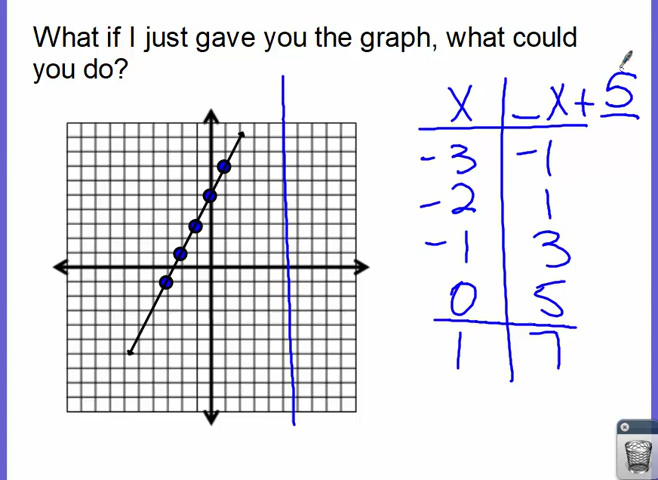 What if I just gave you the graph, what could
you do?
x _x+5
-3 -1
-2 1
-1 3
0 5
1 7